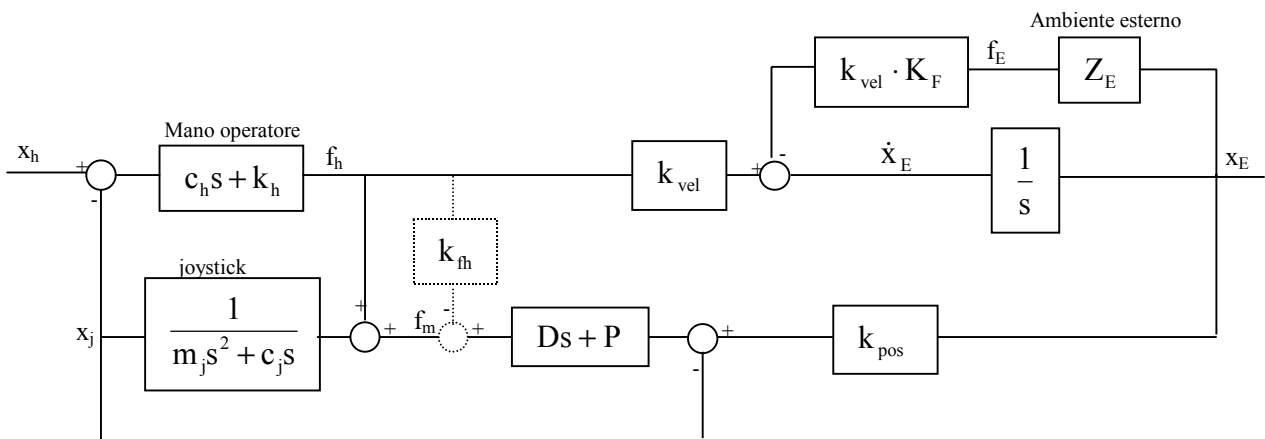 Ambiente esterno
k_vel · K_F
f_E
Z_E
Mano operatore
x_h
+
-
c_h s + k_h
f_h
k_vel
+
-
ẋ_E
1/s
x_E
k_fh
joystick
1/(m_j s² + c_j s)
x_j
+
+
f_m
-
+
Ds + P
+
-
k_pos